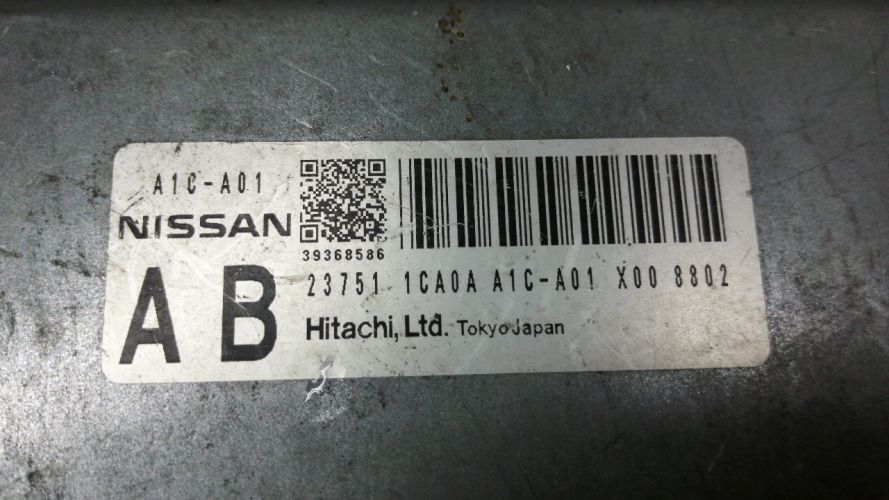 A1C-A01
NISSAN
39368586
AB
23751 1CA0A A1C-A01 X00 8802
Hitachi, Ltd. Tokyo Japan